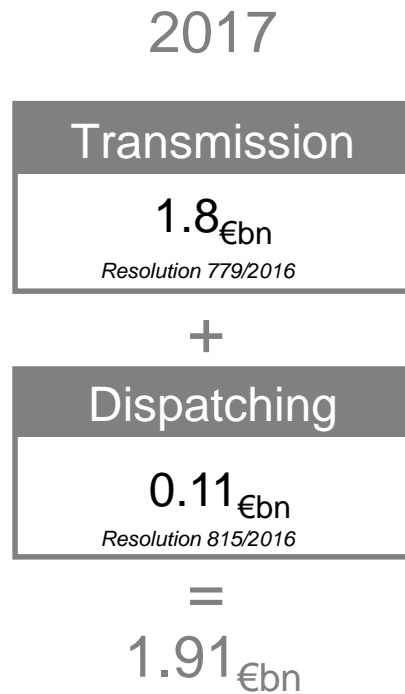 2017
Transmission
1.8€bn
Resolution 779/2016
+
Dispatching
0.11€bn
Resolution 815/2016
=
1.91€bn